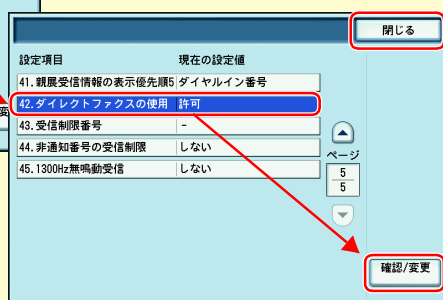 閉じる
設定項目 現在の設定値
41.親展受信情報の表示優先順5 ダイヤルイン番号
42.ダイレクトファクスの使用 許可
43.受信制限番号 -
44.非通知番号の受信制限 しない
45.1300Hz無鳴動受信 しない
ページ
5
5
確認/変更
変